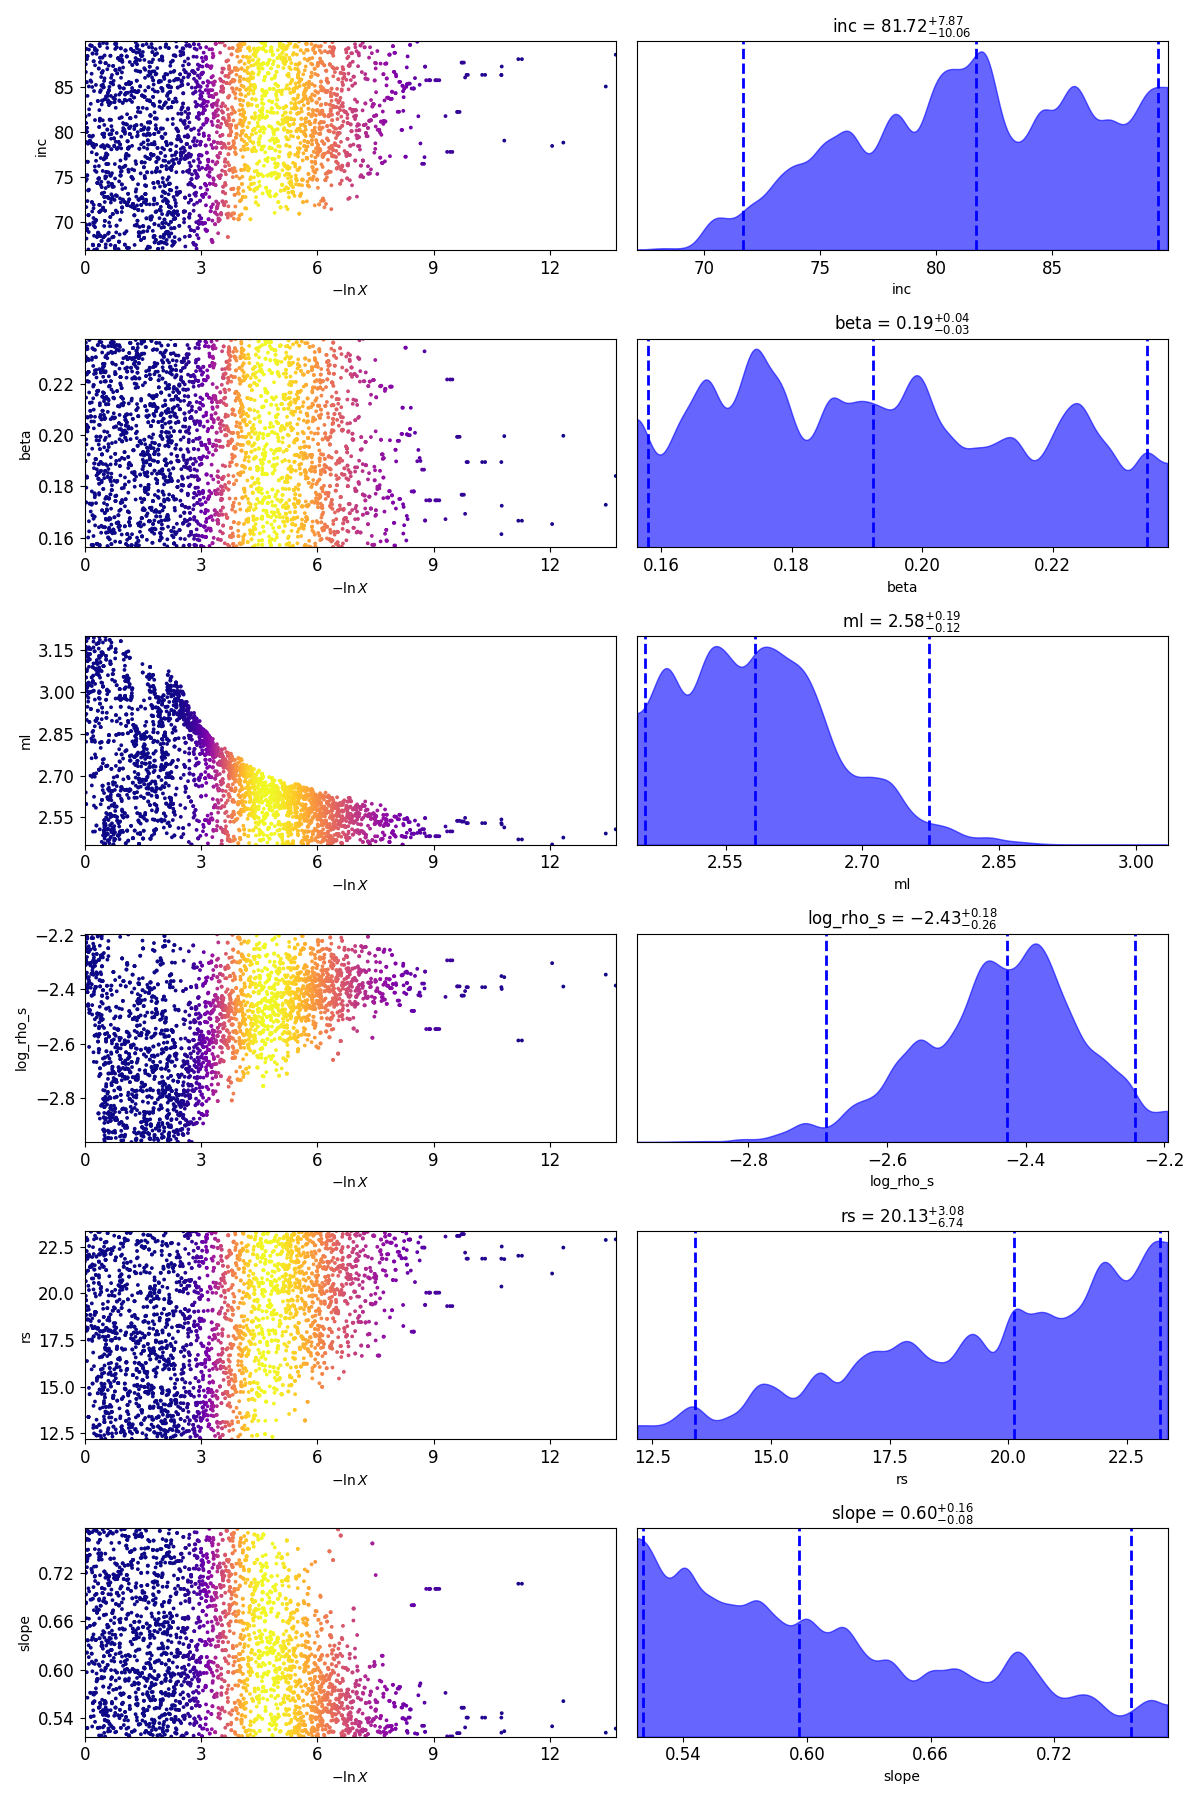 inc = 81.72 +7.87 −10.06
85
80
75
70
inc
0 3 6 9 12
−ln X
70 75 80 85
inc
beta = 0.19 +0.04 −0.03
0.22
0.20
0.18
0.16
beta
0 3 6 9 12
−ln X
0.16 0.18 0.20 0.22
beta
ml = 2.58 +0.19 −0.12
3.15
3.00
2.85
2.70
2.55
ml
0 3 6 9 12
−ln X
2.55 2.70 2.85 3.00
ml
log_rho_s = −2.43 +0.18 −0.26
−2.2
−2.4
−2.6
−2.8
log_rho_s
0 3 6 9 12
−ln X
−2.8 −2.6 −2.4 −2.2
log_rho_s
rs = 20.13 +3.08 −6.74
22.5
20.0
17.5
15.0
12.5
rs
0 3 6 9 12
−ln X
12.5 15.0 17.5 20.0 22.5
rs
slope = 0.60 +0.16 −0.08
0.72
0.66
0.60
0.54
slope
0 3 6 9 12
−ln X
0.54 0.60 0.66 0.72
slope